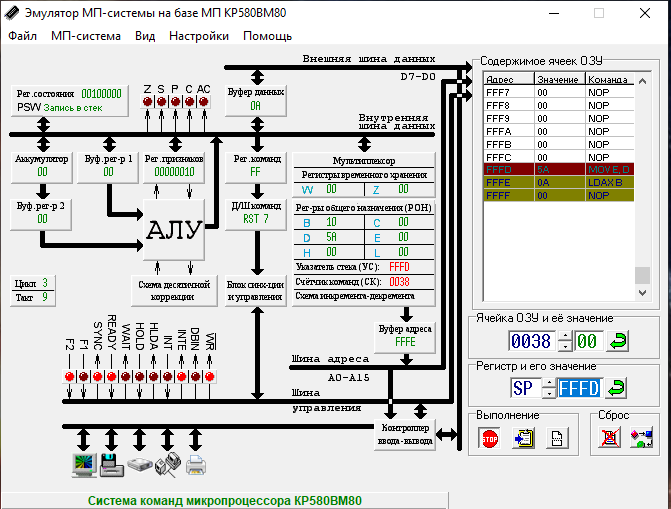 Эмулятор МП-системы на базе МП КР580ВМ80
Файл МП-система Вид Настройки Помощь
Внешняя шина данных
D7-D0
Рег.состояния 00100000
PSW Запись в стек
Z S P C AC
Буфер данных
0A
Внутренняя
шина данных
Аккумулятор
00
Буф.рег-р 1
00
Рег.признаков
00000010
Рег.команд
FF
Мультиплексор
Регистры временного хранения
W 00 Z 00
Буф.рег-р 2
00
АЛУ
Д/Шкоманд
RST 7
Рег-ры общего назначения (РОН)
B 10 C 00
D 5A E 00
H 00 L 00
Указатель стека (УС): FFFD
Счётчик команд (СК): 0038
Схема инкремента-декремента
Цикл 3
Такт 9
Схема десятичной
коррекции
Блок синх-ции
и управления
Буфер адреса
FFFE
F2 F1 SYNC READY WAIT HOLD HLDA INT INTE DBIN WR
Шина адреса
A0-A15
Шина
управления
Контроллер
ввода-вывода
Содержимое ячеек ОЗУ
Адрес Значение Команда
FFF7 00 NOP
FFF8 00 NOP
FFF9 00 NOP
FFFA 00 NOP
FFFB 00 NOP
FFFC 00 NOP
FFFD 5A MOV E, D
FFFE 0A LDAX B
FFFF 00 NOP
Ячейка ОЗУ и её значение
0038 00
Регистр и его значение
SP FFFD
Выполнение
STOP
Сброс
Система команд микропроцессора КР580ВМ80